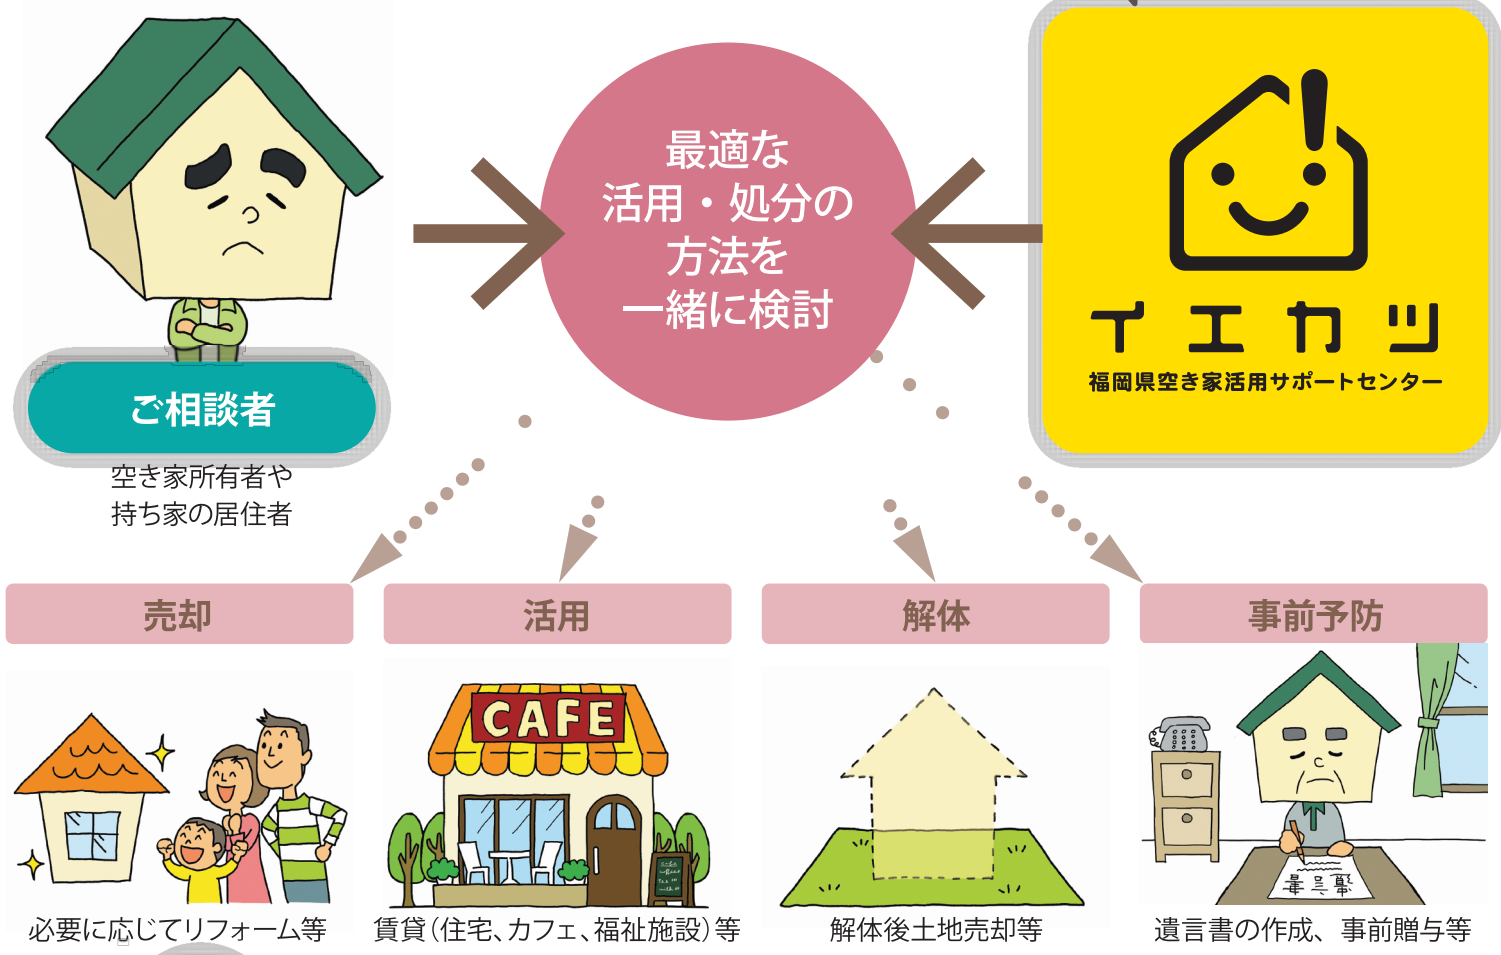 最適な
活用・処分の
方法を
一緒に検討
イエカツ
福岡県空き家活用サポートセンター
ご相談者
空き家所有者や
持ち家の居住者
売却
活用
解体
事前予防
CAFE
必要に応じてリフォーム等
賃貸(住宅、カフェ、福祉施設)等
解体後土地売却等
遺言書の作成、事前贈与等